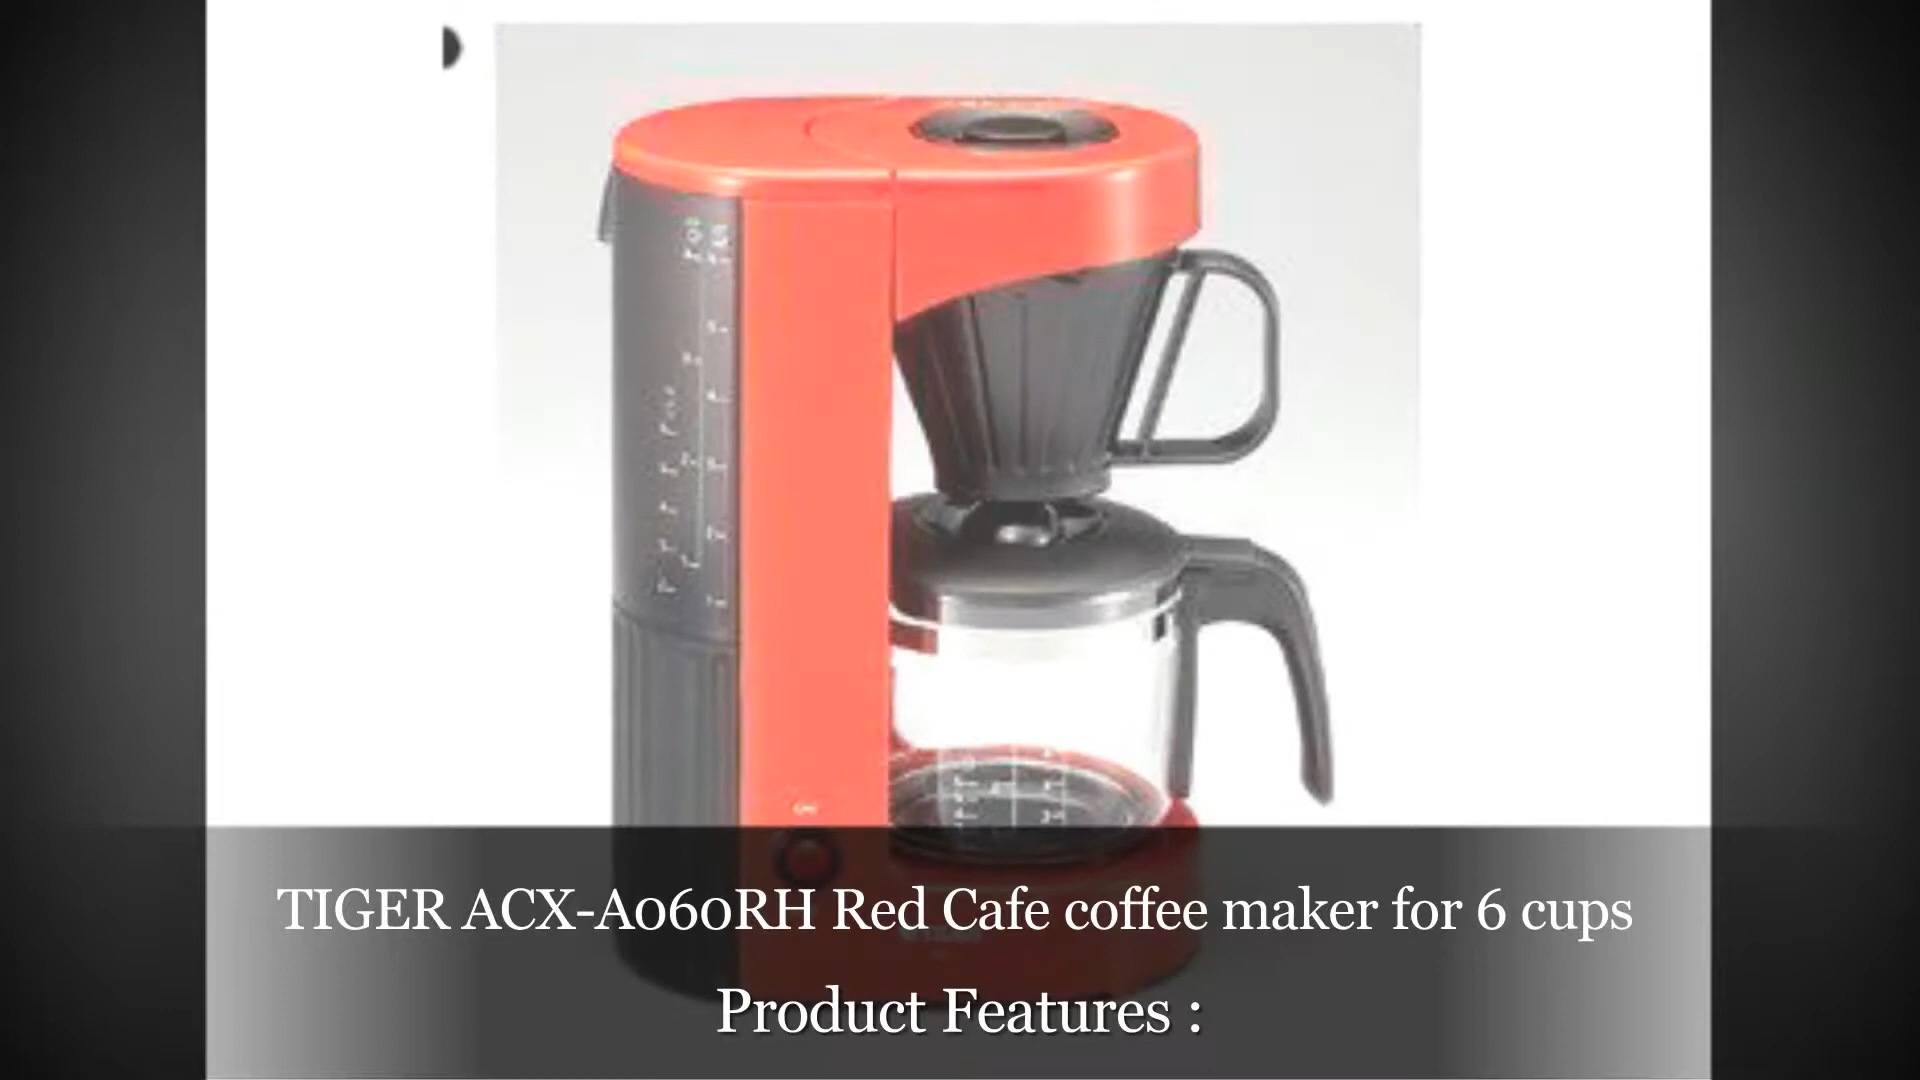 TIGER ACX-A060RH Red Cafe coffee maker for 6 cups
Product Features :